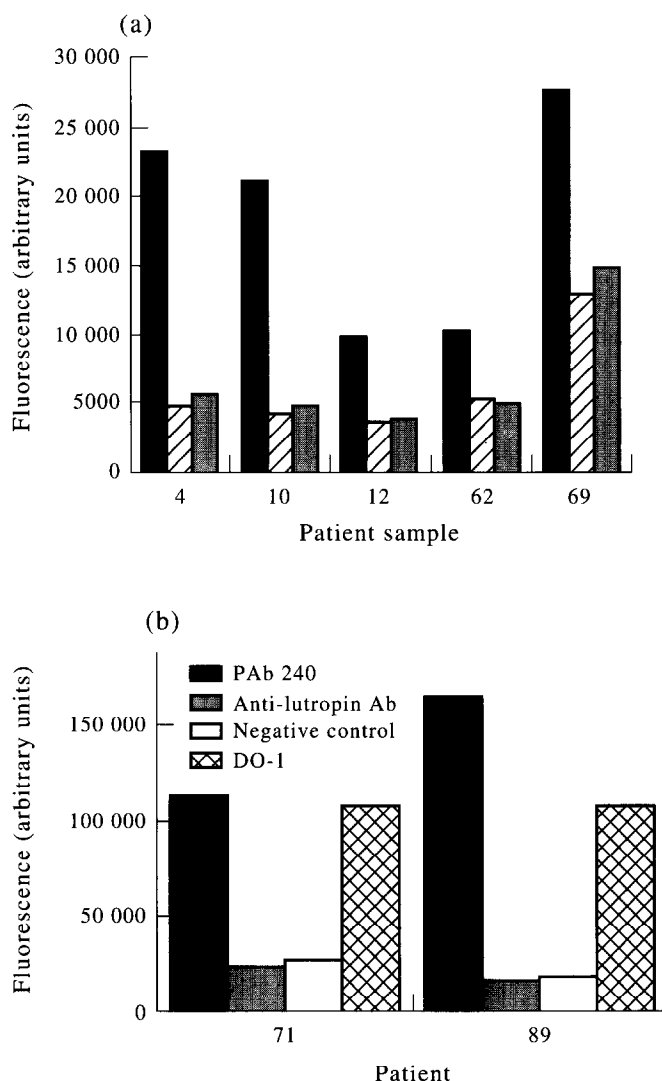 (a)
Fluorescence (arbitrary units)
30 000
25 000
20 000
15 000
10 000
5000
0
4 10 12 62 69
Patient sample
(b)
Fluorescence (arbitrary units)
150 000
100 000
50 000
0
PAb 240
Anti-lutropin Ab
Negative control
DO-1
71 89
Patient